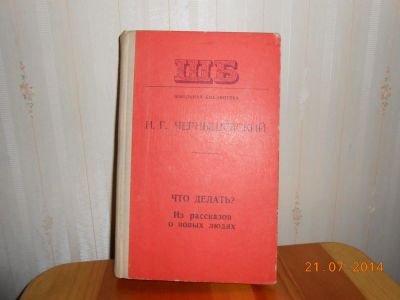 ШБ
ШКОЛЬНАЯ БИБЛИОТЕКА
Н. Г. ЧЕРНЫШЕВСКИЙ
ЧТО ДЕЛАТЬ?
Из рассказов
о новых людях
21.07.2014